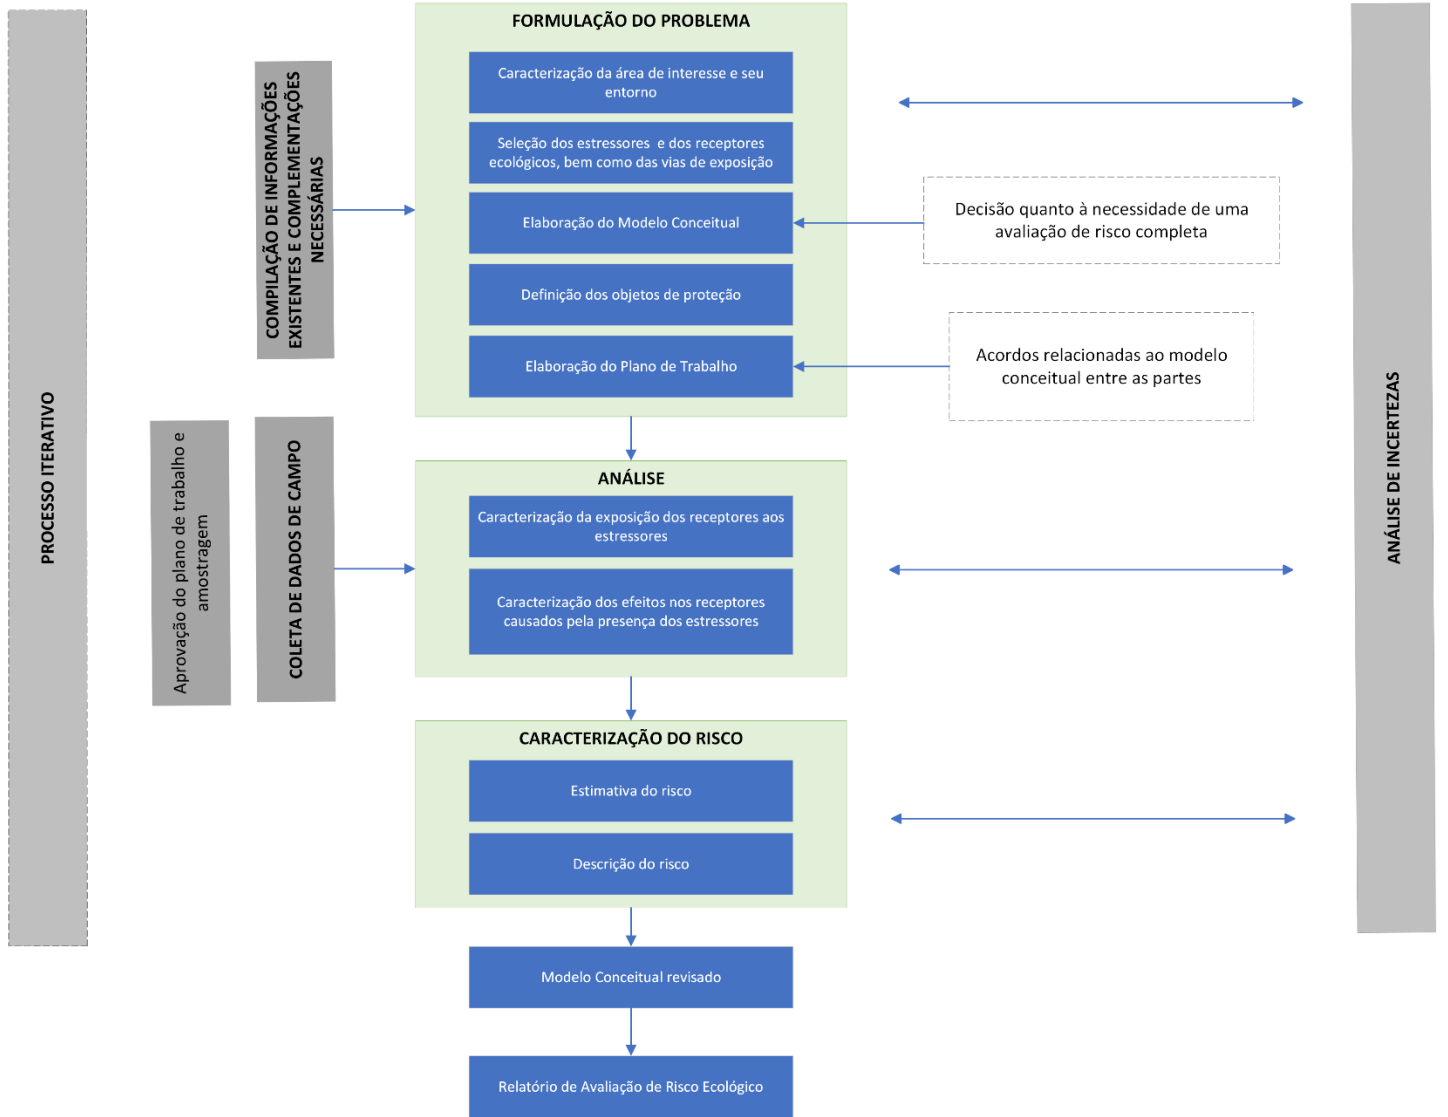 FORMULAÇÃO DO PROBLEMA
Caracterização da área de interesse e seu
entorno
Seleção dos estressores e dos receptores
ecológicos, bem como das vias de exposição
Elaboração do Modelo Conceitual
Definição dos objetos de proteção
Elaboração do Plano de Trabalho
COMPILAÇÃO DE INFORMAÇÕES
EXISTENTES E COMPLEMENTAÇÕES
NECESSÁRIAS
Decisão quanto à necessidade de uma
avaliação de risco completa
Acordos relacionadas ao modelo
conceitual entre as partes
PROCESSO ITERATIVO
Aprovação do plano de trabalho e
amostragem
COLETA DE DADOS DE CAMPO
ANÁLISE
Caracterização da exposição dos receptores aos
estressores
Caracterização dos efeitos nos receptores
causados pela presença dos estressores
ANÁLISE DE INCERTEZAS
CARACTERIZAÇÃO DO RISCO
Estimativa do risco
Descrição do risco
Modelo Conceitual revisado
Relatório de Avaliação de Risco Ecológico